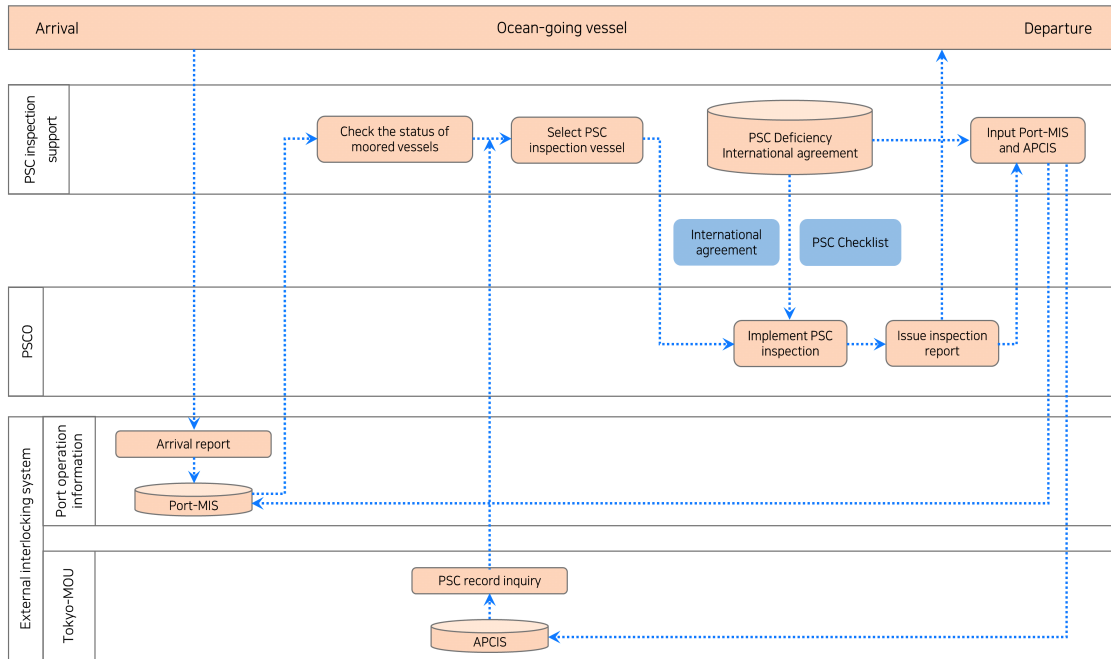 Arrival
Ocean-going vessel
Departure
PSC inspection
support
Check the status of
moored vessels
Select PSC
inspection vessel
PSC Deficiency
International agreement
Input Port-MIS
and APCIS
International
agreement
PSC Checklist
PSCO
Implement PSC
inspection
Issue inspection
report
External interlocking system
Port operation
information
Arrival report
Port-MIS
Tokyo-MOU
PSC record inquiry
APCIS